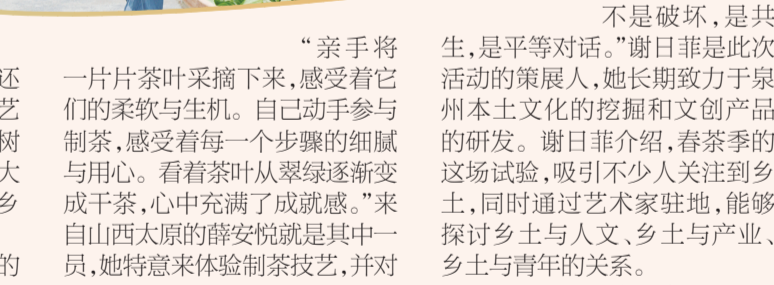 还
艺
树
大
乡
的
“亲手将
一片片茶叶采摘下来，感受着它
们的柔软与生机。自己动手参与
制茶，感受着每一个步骤的细腻
与用心。看着茶叶从翠绿逐渐变
成干茶，心中充满了成就感。”来
自山西太原的薛安悦就是其中一
员，她特意来体验制茶技艺，并对
不是破坏，是共
生，是平等对话。”谢日菲是此次
活动的策展人，她长期致力于泉
州本土文化的挖掘和文创产品
的研发。谢日菲介绍，春茶季的
这场试验，吸引不少人关注到乡
土，同时通过艺术家驻地，能够
探讨乡土与人文、乡土与产业、
乡土与青年的关系。